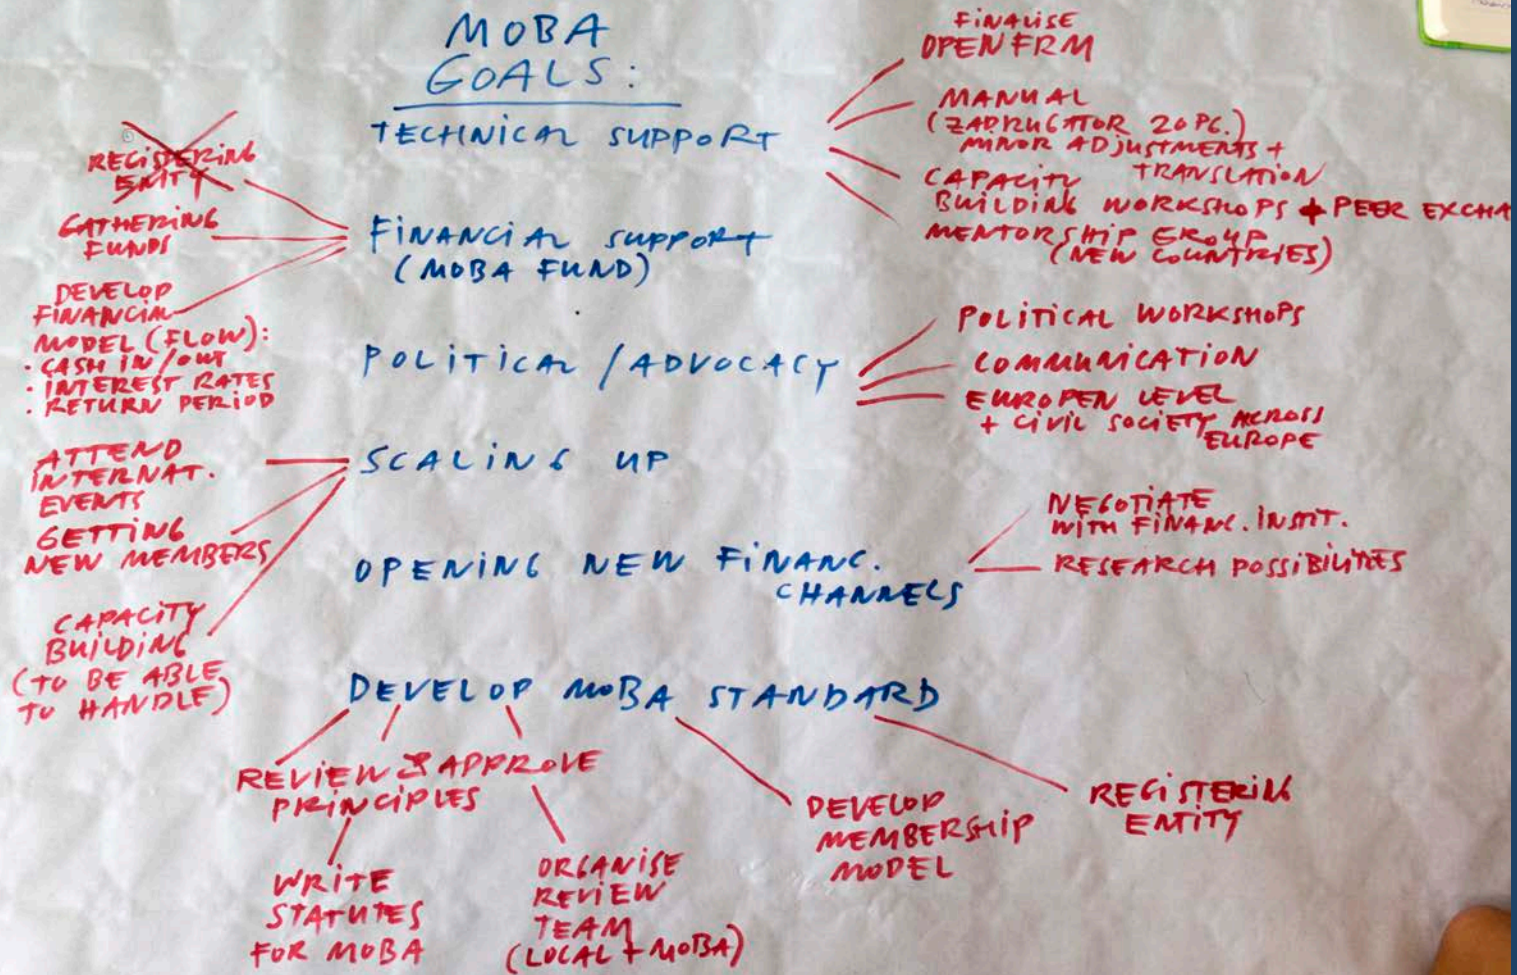 MOBA
GOALS:
TECHNICAL SUPPORT
FINALISE
OPEN FRM
MANUAL
(ZADRUGATOR 20 PG.)
MINOR ADJUSTMENTS +
TRANSLATION
CAPACITY
BUILDING WORKSHOPS + PEER EXCHA
MENTORSHIP GROUP
(NEW COUNTRIES)
FINANCIAL SUPPORT
(MOBA FUND)
REGISTERING
ENTITY
GATHERING
FUNDS
DEVELOP
FINANCIAL
MODEL (FLOW):
· CASH IN/OUT
· INTEREST RATES
· RETURN PERIOD
POLITICAL / ADVOCACY
POLITICAL WORKSHOPS
COMMUNICATION
EUROPEN LEVEL
+ CIVIL SOCIETY ACROSS
EUROPE
SCALING UP
ATTEND
INTERNAT.
EVENTS
GETTING
NEW MEMBERS
CAPACITY
BUILDING
(TO BE ABLE
TO HANDLE)
OPENING NEW FINANC.
CHANNELS
NEGOTIATE
WITH FINANC. INSTIT.
RESEARCH POSSIBILITIES
DEVELOP MOBA STANDARD
REVIEW & APPROVE
PRINCIPLES
WRITE
STATUTES
FOR MOBA
ORGANISE
REVIEW
TEAM
(LOCAL + MOBA)
DEVELOP
MEMBERSHIP
MODEL
REGISTERING
ENTITY